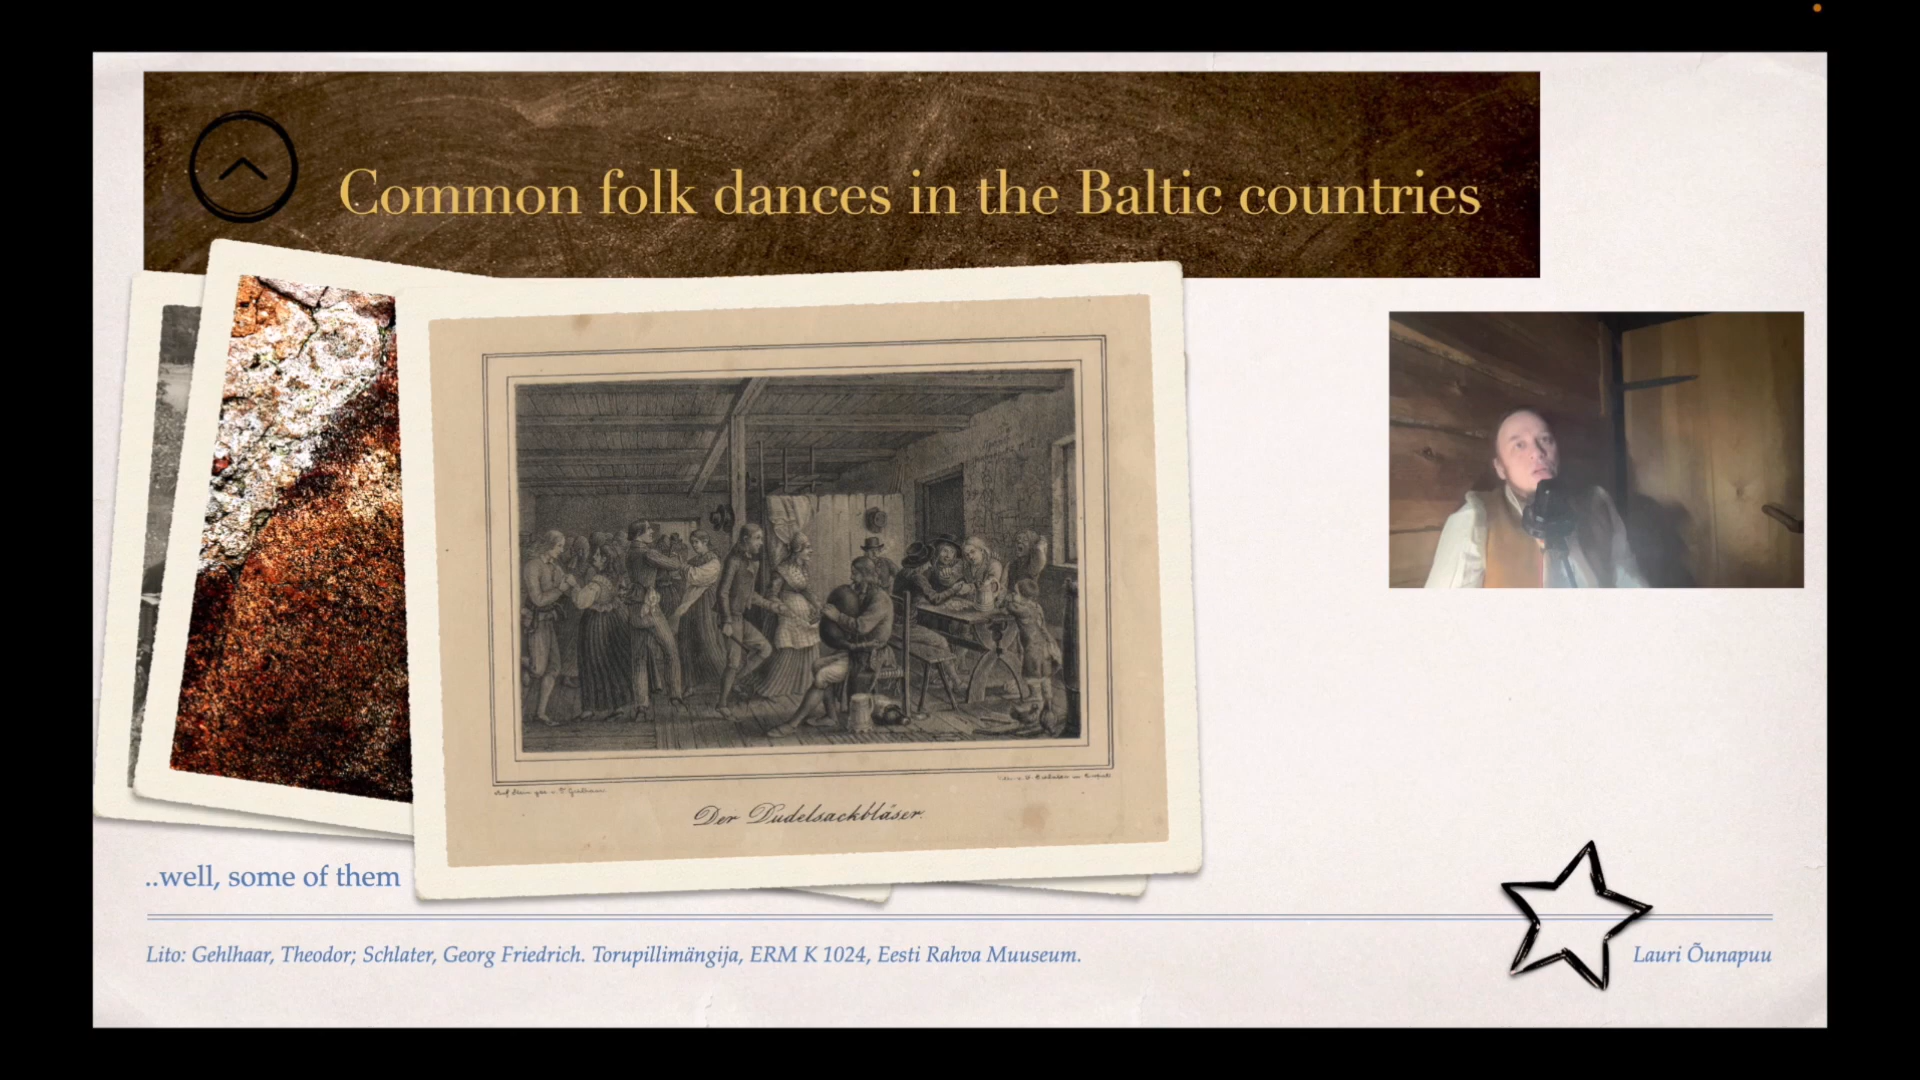 Common folk dances in the Baltic countries
Der Dudelsackbläser.
..well, some of them
Lito: Gehlhaar, Theodor; Schlater, Georg Friedrich. Torupillimängija, ERM K 1024, Eesti Rahva Muuseum.
Lauri Õunapuu